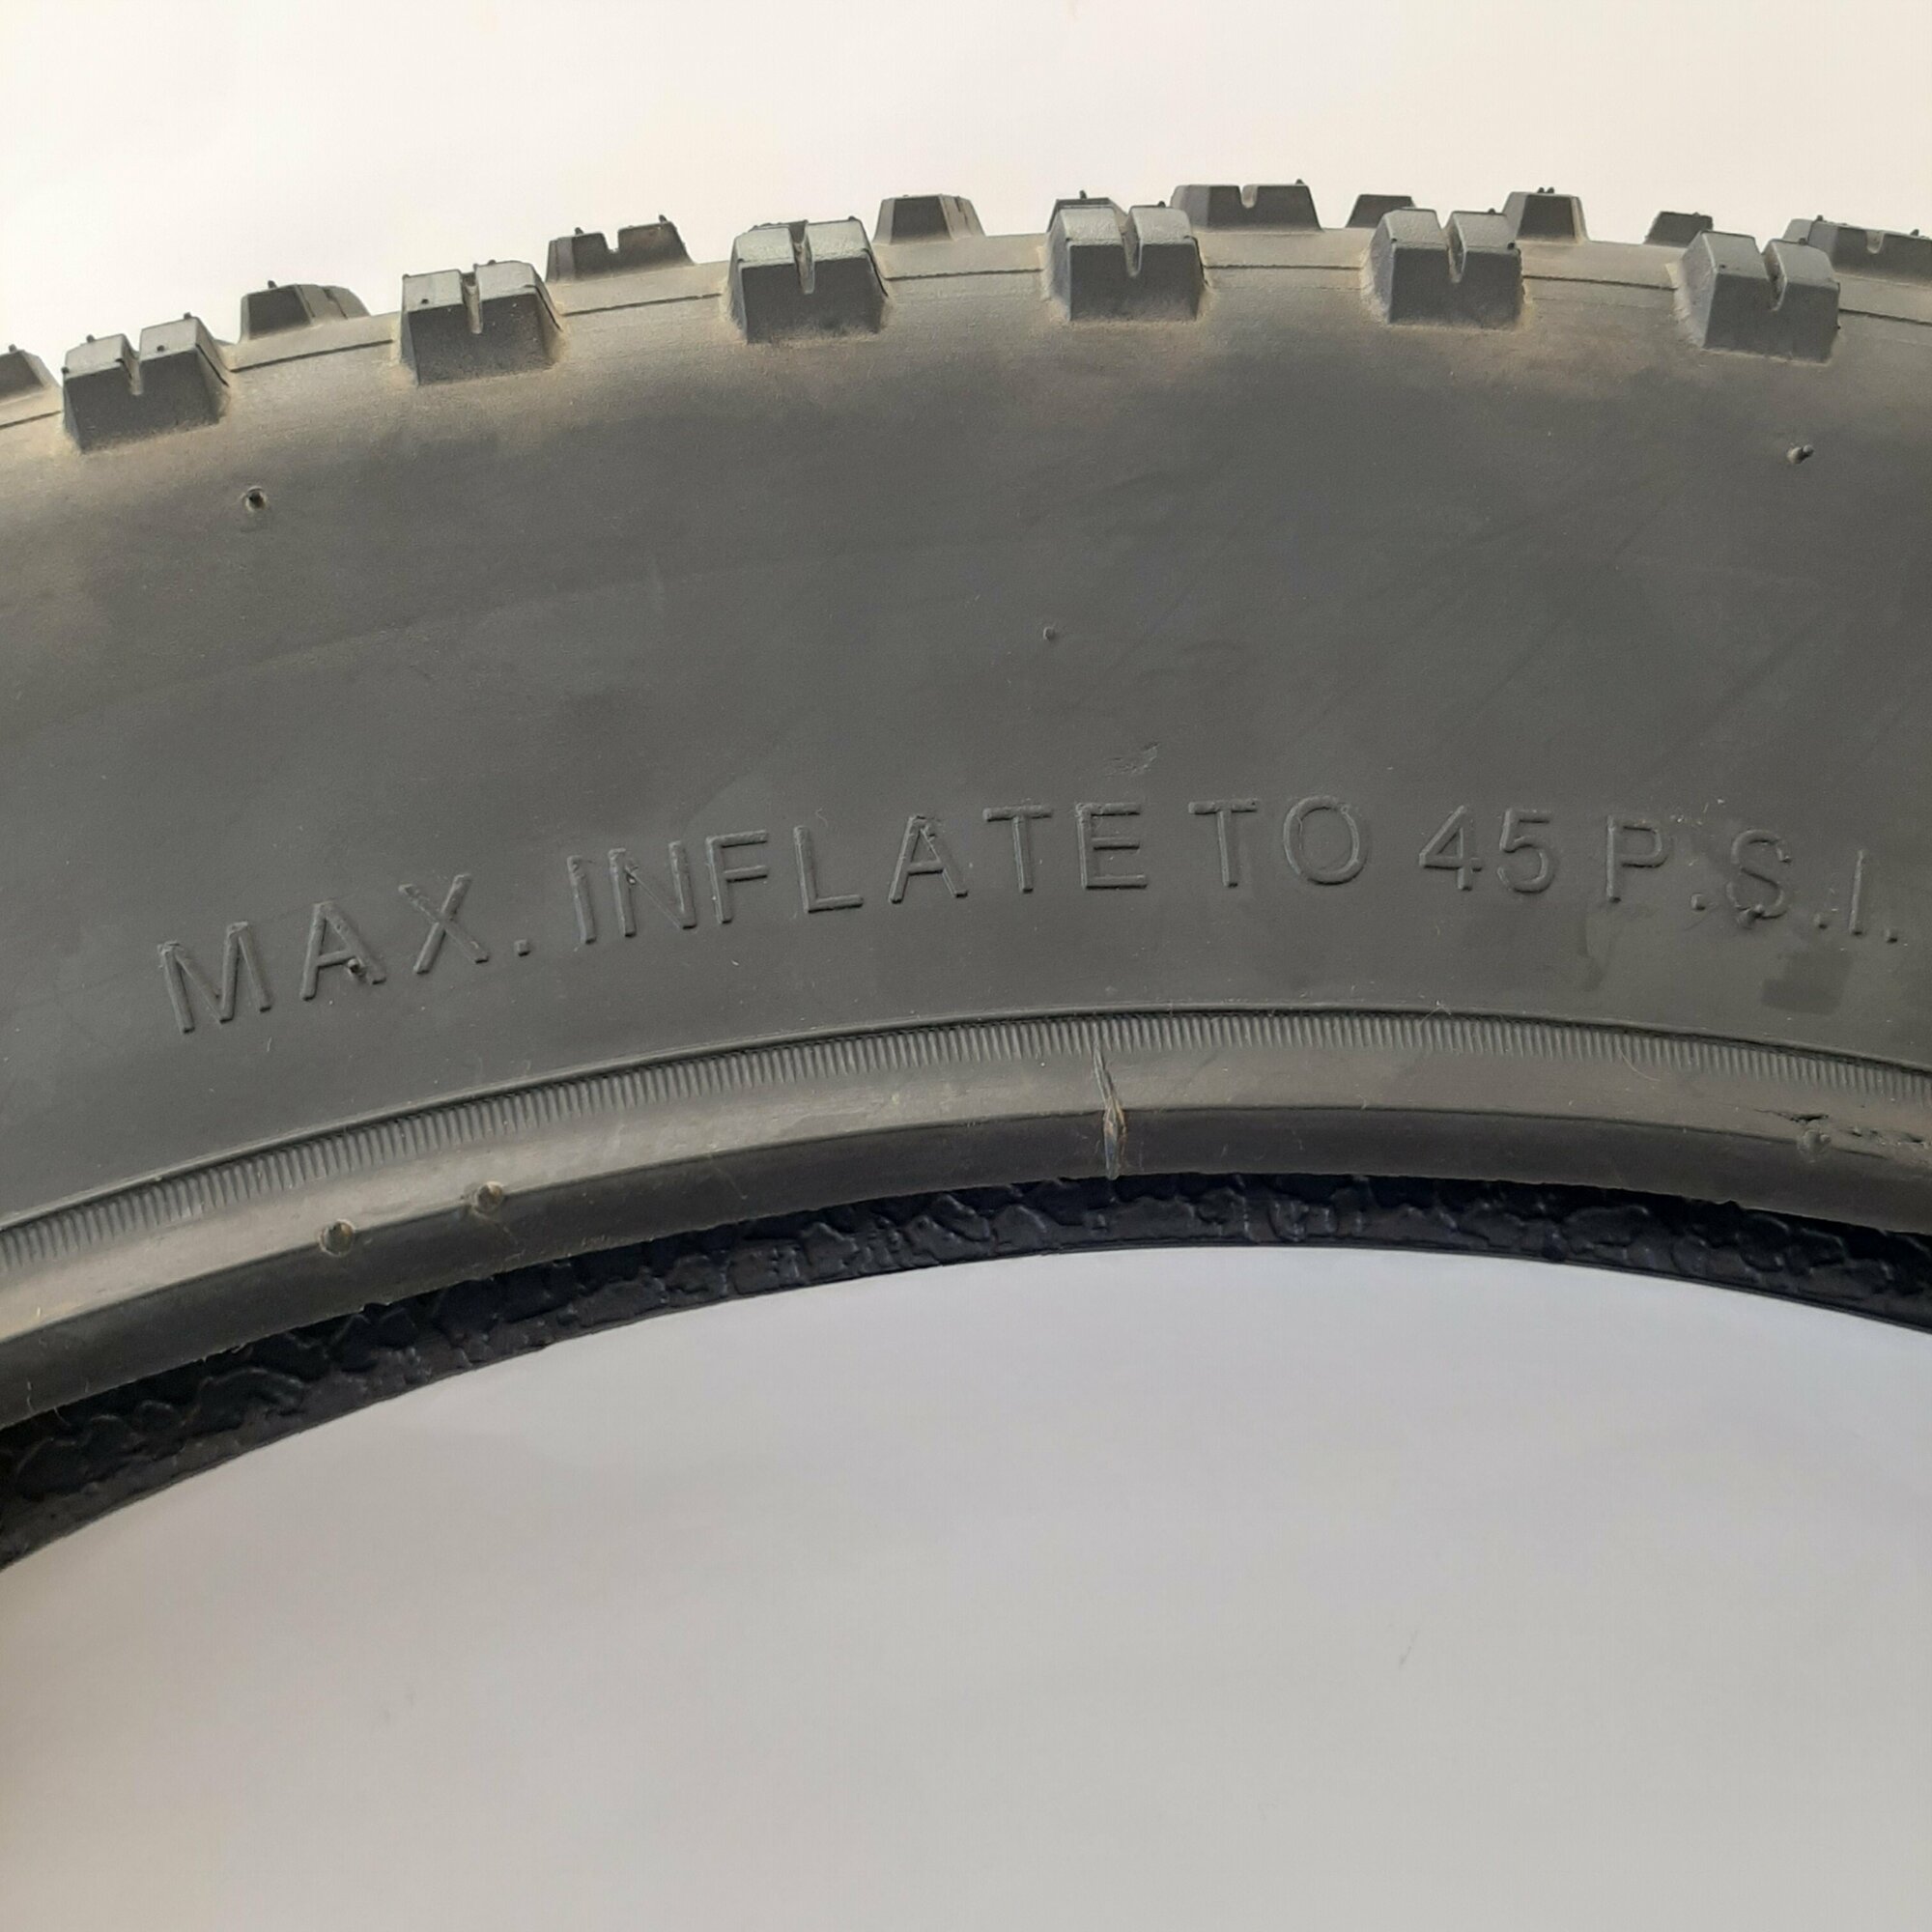 MAX. INFLATE TO 45 P.S.I.